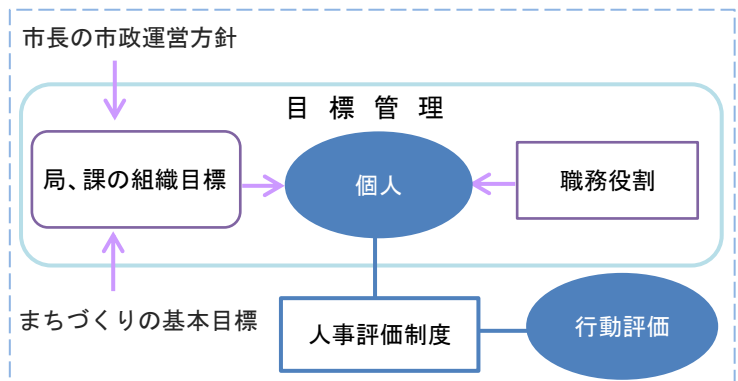 市長の市政運営方針
目標管理
局、課の組織目標
個人
職務役割
まちづくりの基本目標
人事評価制度
行動評価